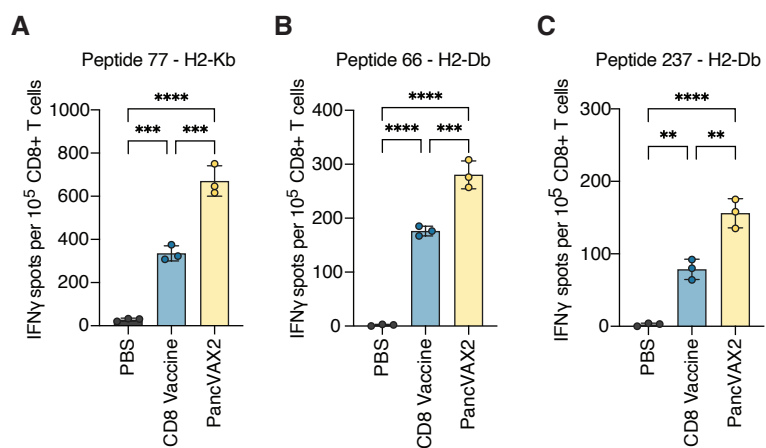 A
Peptide 77 - H2-Kb
IFNγ spots per 10⁵ CD8+ T cells
1000
800
600
400
200
0
****
*** ***
PBS
CD8 Vaccine
PancVAX2
B
Peptide 66 - H2-Db
IFNγ spots per 10⁵ CD8+ T cells
400
300
200
100
0
****
**** ***
PBS
CD8 Vaccine
PancVAX2
C
Peptide 237 - H2-Db
IFNγ spots per 10⁵ CD8+ T cells
300
200
100
0
****
** **
PBS
CD8 Vaccine
PancVAX2